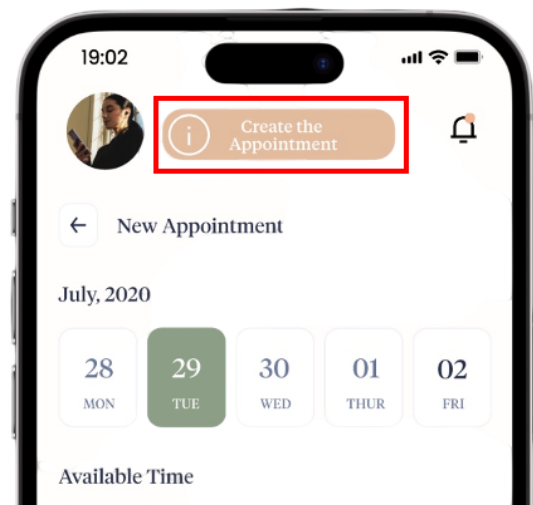 19:02
i
Create the
Appointment
New Appointment
July, 2020
28 29 30 01 02
MON TUE WED THUR FRI
Available Time